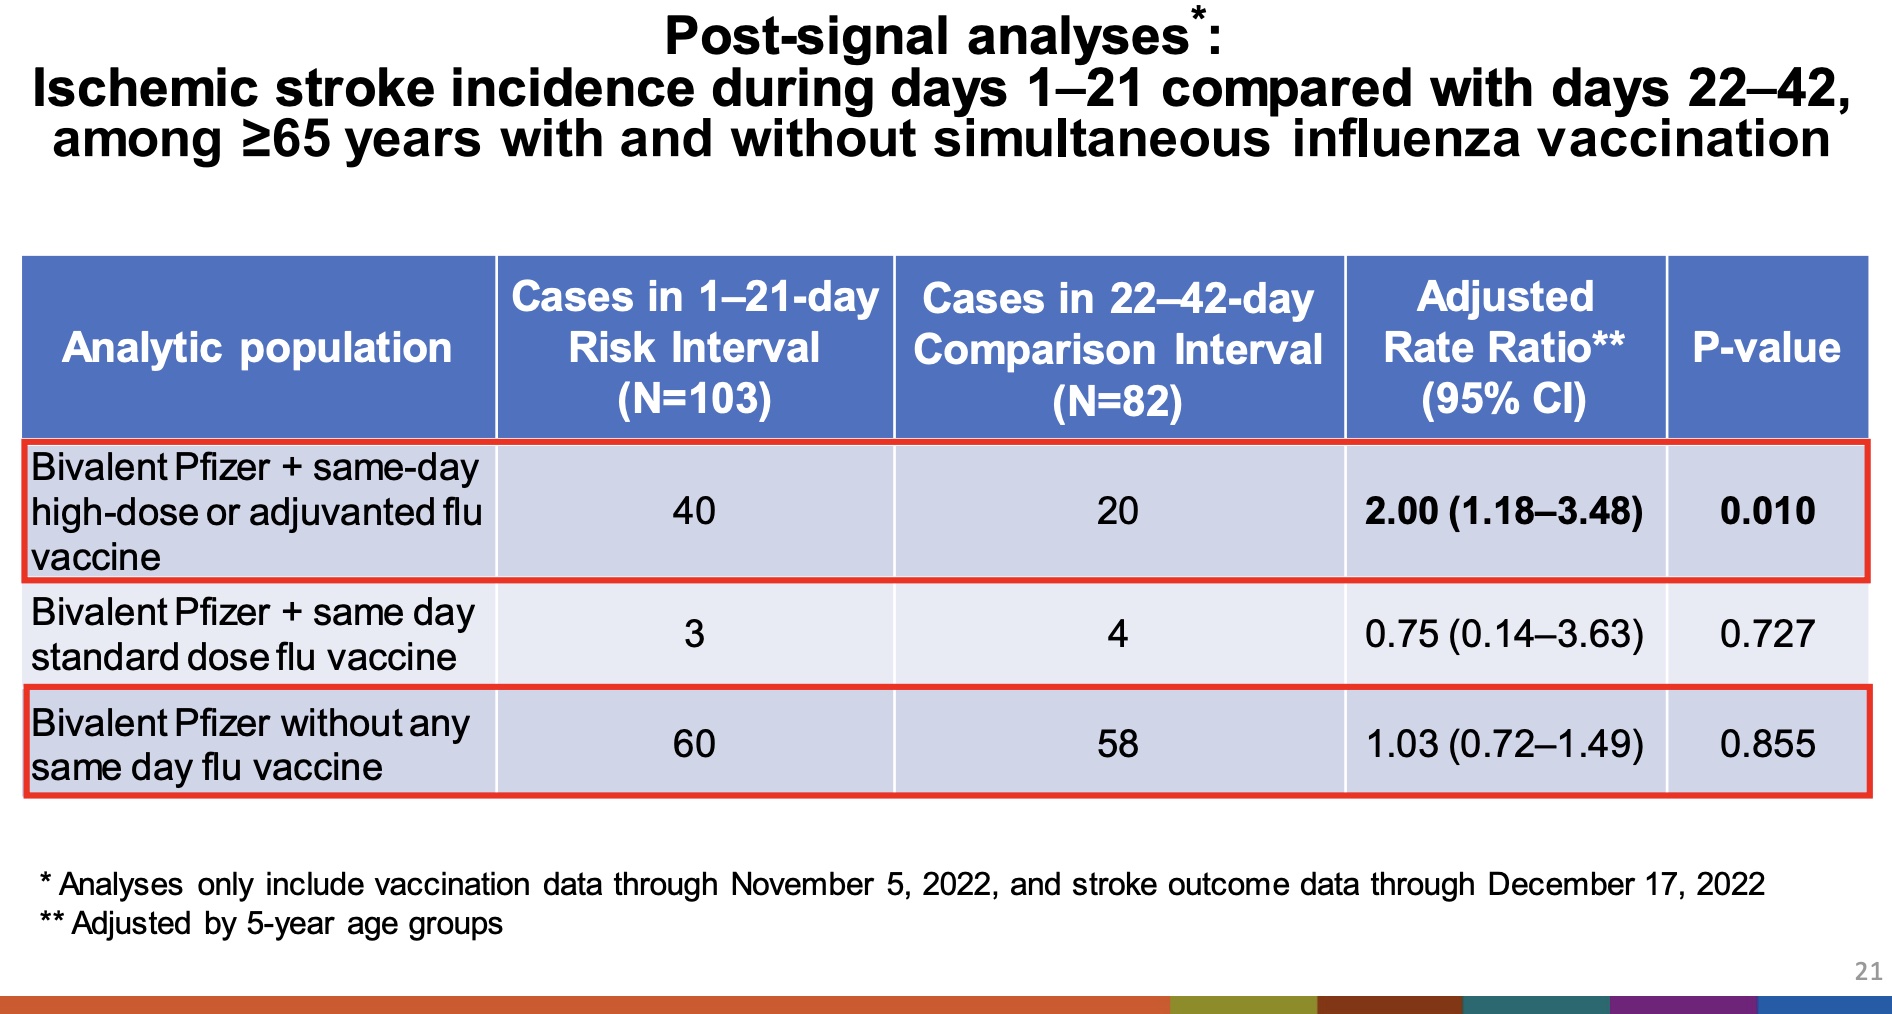 Post-signal analyses*:
Ischemic stroke incidence during days 1–21 compared with days 22–42,
among ≥65 years with and without simultaneous influenza vaccination
Analytic population
Cases in 1–21-day
Risk Interval
(N=103)
Cases in 22–42-day
Comparison Interval
(N=82)
Adjusted
Rate Ratio**
(95% CI)
P-value
Bivalent Pfizer + same-day
high-dose or adjuvanted flu
vaccine
40
20
2.00 (1.18–3.48)
0.010
Bivalent Pfizer + same day
standard dose flu vaccine
3
4
0.75 (0.14–3.63)
0.727
Bivalent Pfizer without any
same day flu vaccine
60
58
1.03 (0.72–1.49)
0.855
* Analyses only include vaccination data through November 5, 2022, and stroke outcome data through December 17, 2022
** Adjusted by 5-year age groups
21